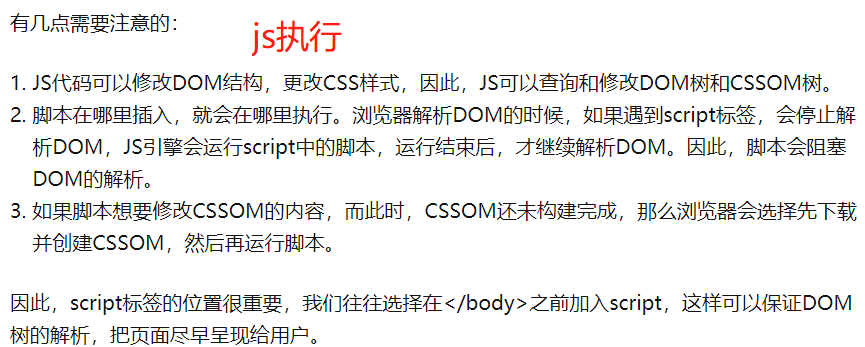 有几点需要注意的：
js执行
1. JS代码可以修改DOM结构，更改CSS样式，因此，JS可以查询和修改DOM树和CSSOM树。
2. 脚本在哪里插入，就会在哪里执行。浏览器解析DOM的时候，如果遇到script标签，会停止解
析DOM，JS引擎会运行script中的脚本，运行结束后，才继续解析DOM。因此，脚本会阻塞
DOM的解析。
3. 如果脚本想要修改CSSOM的内容，而此时，CSSOM还未构建完成，那么浏览器会选择先下载
并创建CSSOM，然后再运行脚本。
因此，script标签的位置很重要，我们往往选择在</body>之前加入script，这样可以保证DOM
树的解析，把页面尽早呈现给用户。